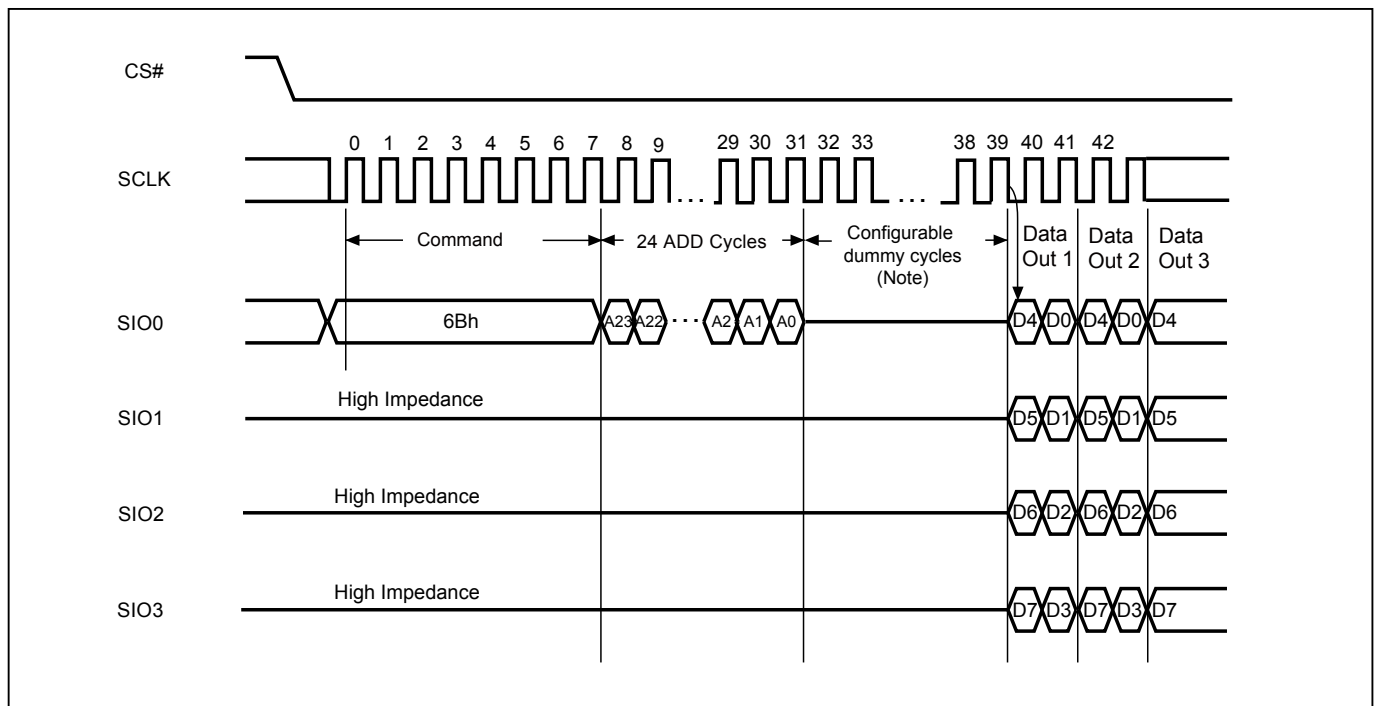 CS#
0 1 2 3 4 5 6 7 8 9 29 30 31 32 33 38 39 40 41 42
SCLK
. . . . . .
Command
24 ADD Cycles
Configurable
dummy cycles
(Note)
Data
Out 1
Data
Out 2
Data
Out 3
SIO0
6Bh
A23 A22 · · · A2 A1 A0
D4 D0 D4 D0 D4
High Impedance
SIO1
D5 D1 D5 D1 D5
High Impedance
SIO2
D6 D2 D6 D2 D6
High Impedance
SIO3
D7 D3 D7 D3 D7